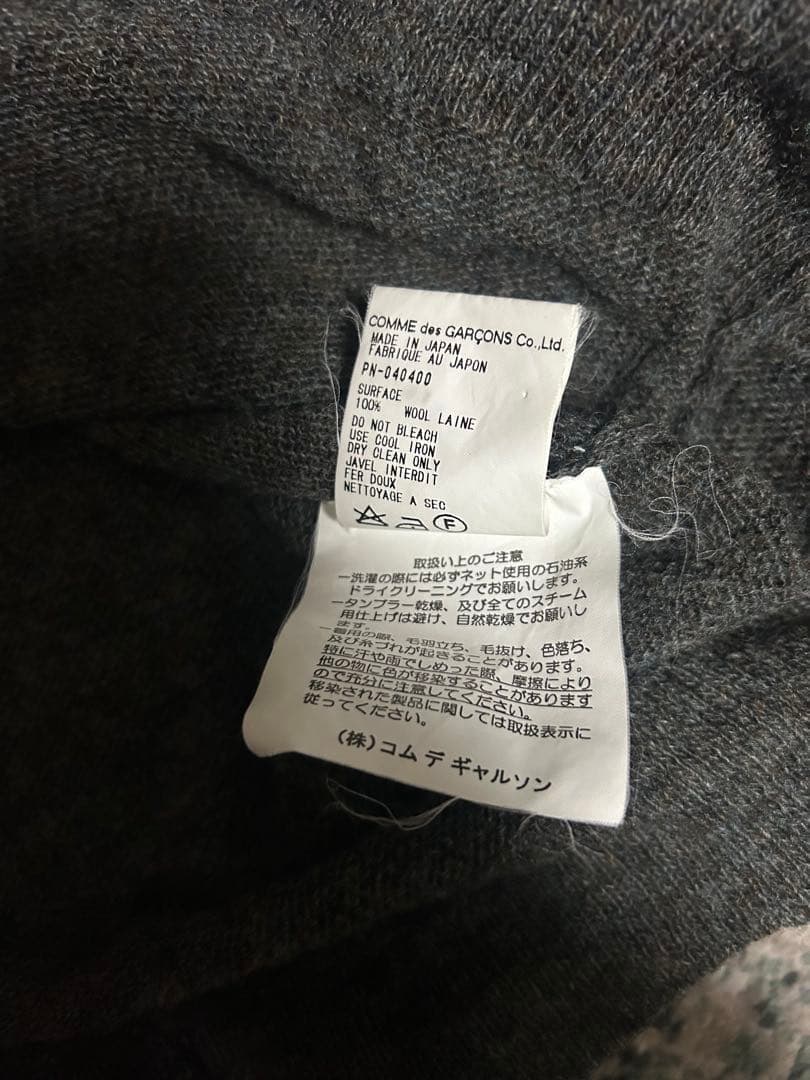 COMME des GARÇONS Co.,Ltd.
MADE IN JAPAN
FABRIQUE AU JAPON
PN-040400
SURFACE
100% WOOL LAINE
DO NOT BLEACH
USE COOL IRON
DRY CLEAN ONLY
JAVEL INTERDIT
FER DOUX
NETTOYAGE A SEC
F
取扱い上のご注意
一洗濯の際には必ずネット使用の石油系
ドライクリーニングでお願いします。
一タンブラー乾燥、及び全てのスチーム
用仕上げは避け、自然乾燥でお願いし
ます。
一着用の際、毛羽立ち、毛抜け、色落ち、
及び糸づれが起きることがあります。
特に汗や雨でしめった際、摩擦により
他の物に色が移染することがあります
ので充分に注意してください。
移染された製品に関しては取扱表示に
従ってください。
(株)コム デ ギャルソン